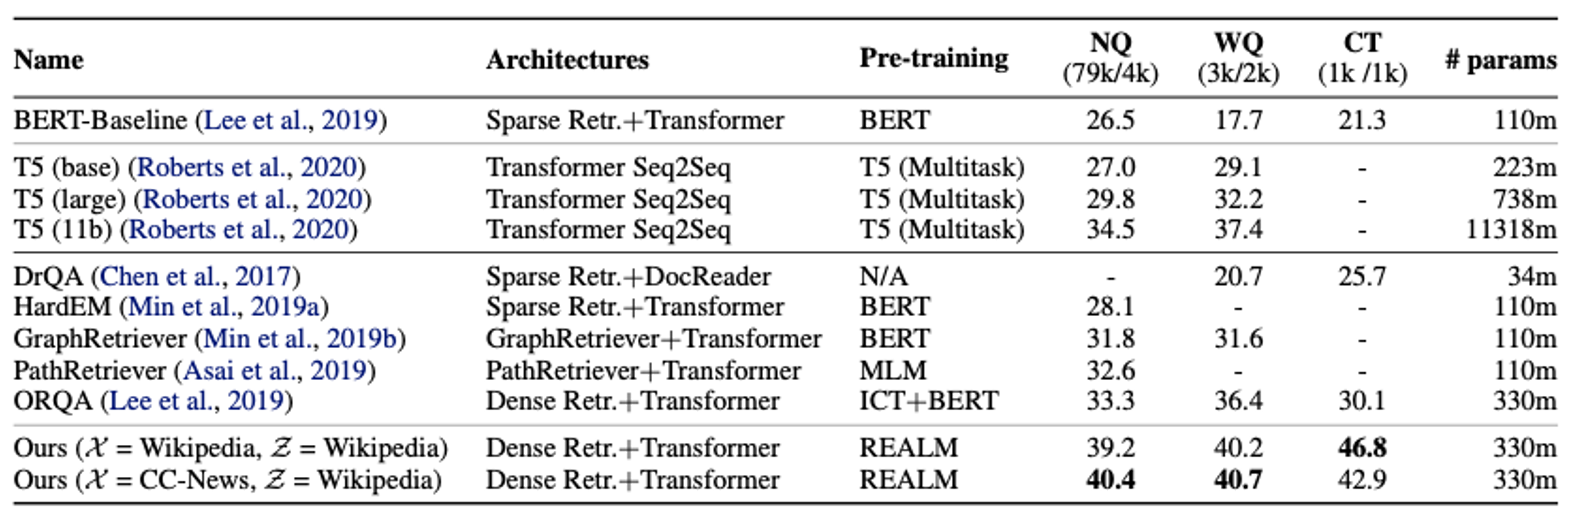 Name Architectures Pre-training NQ (79k/4k) WQ (3k/2k) CT (1k /1k) # params
BERT-Baseline (Lee et al., 2019) Sparse Retr.+Transformer BERT 26.5 17.7 21.3 110m
T5 (base) (Roberts et al., 2020) Transformer Seq2Seq T5 (Multitask) 27.0 29.1 - 223m
T5 (large) (Roberts et al., 2020) Transformer Seq2Seq T5 (Multitask) 29.8 32.2 - 738m
T5 (11b) (Roberts et al., 2020) Transformer Seq2Seq T5 (Multitask) 34.5 37.4 - 11318m
DrQA (Chen et al., 2017) Sparse Retr.+DocReader N/A - 20.7 25.7 34m
HardEM (Min et al., 2019a) Sparse Retr.+Transformer BERT 28.1 - - 110m
GraphRetriever (Min et al., 2019b) GraphRetriever+Transformer BERT 31.8 31.6 - 110m
PathRetriever (Asai et al., 2019) PathRetriever+Transformer MLM 32.6 - - 110m
ORQA (Lee et al., 2019) Dense Retr.+Transformer ICT+BERT 33.3 36.4 30.1 330m
Ours (𝒳 = Wikipedia, 𝒵 = Wikipedia) Dense Retr.+Transformer REALM 39.2 40.2 46.8 330m
Ours (𝒳 = CC-News, 𝒵 = Wikipedia) Dense Retr.+Transformer REALM 40.4 40.7 42.9 330m